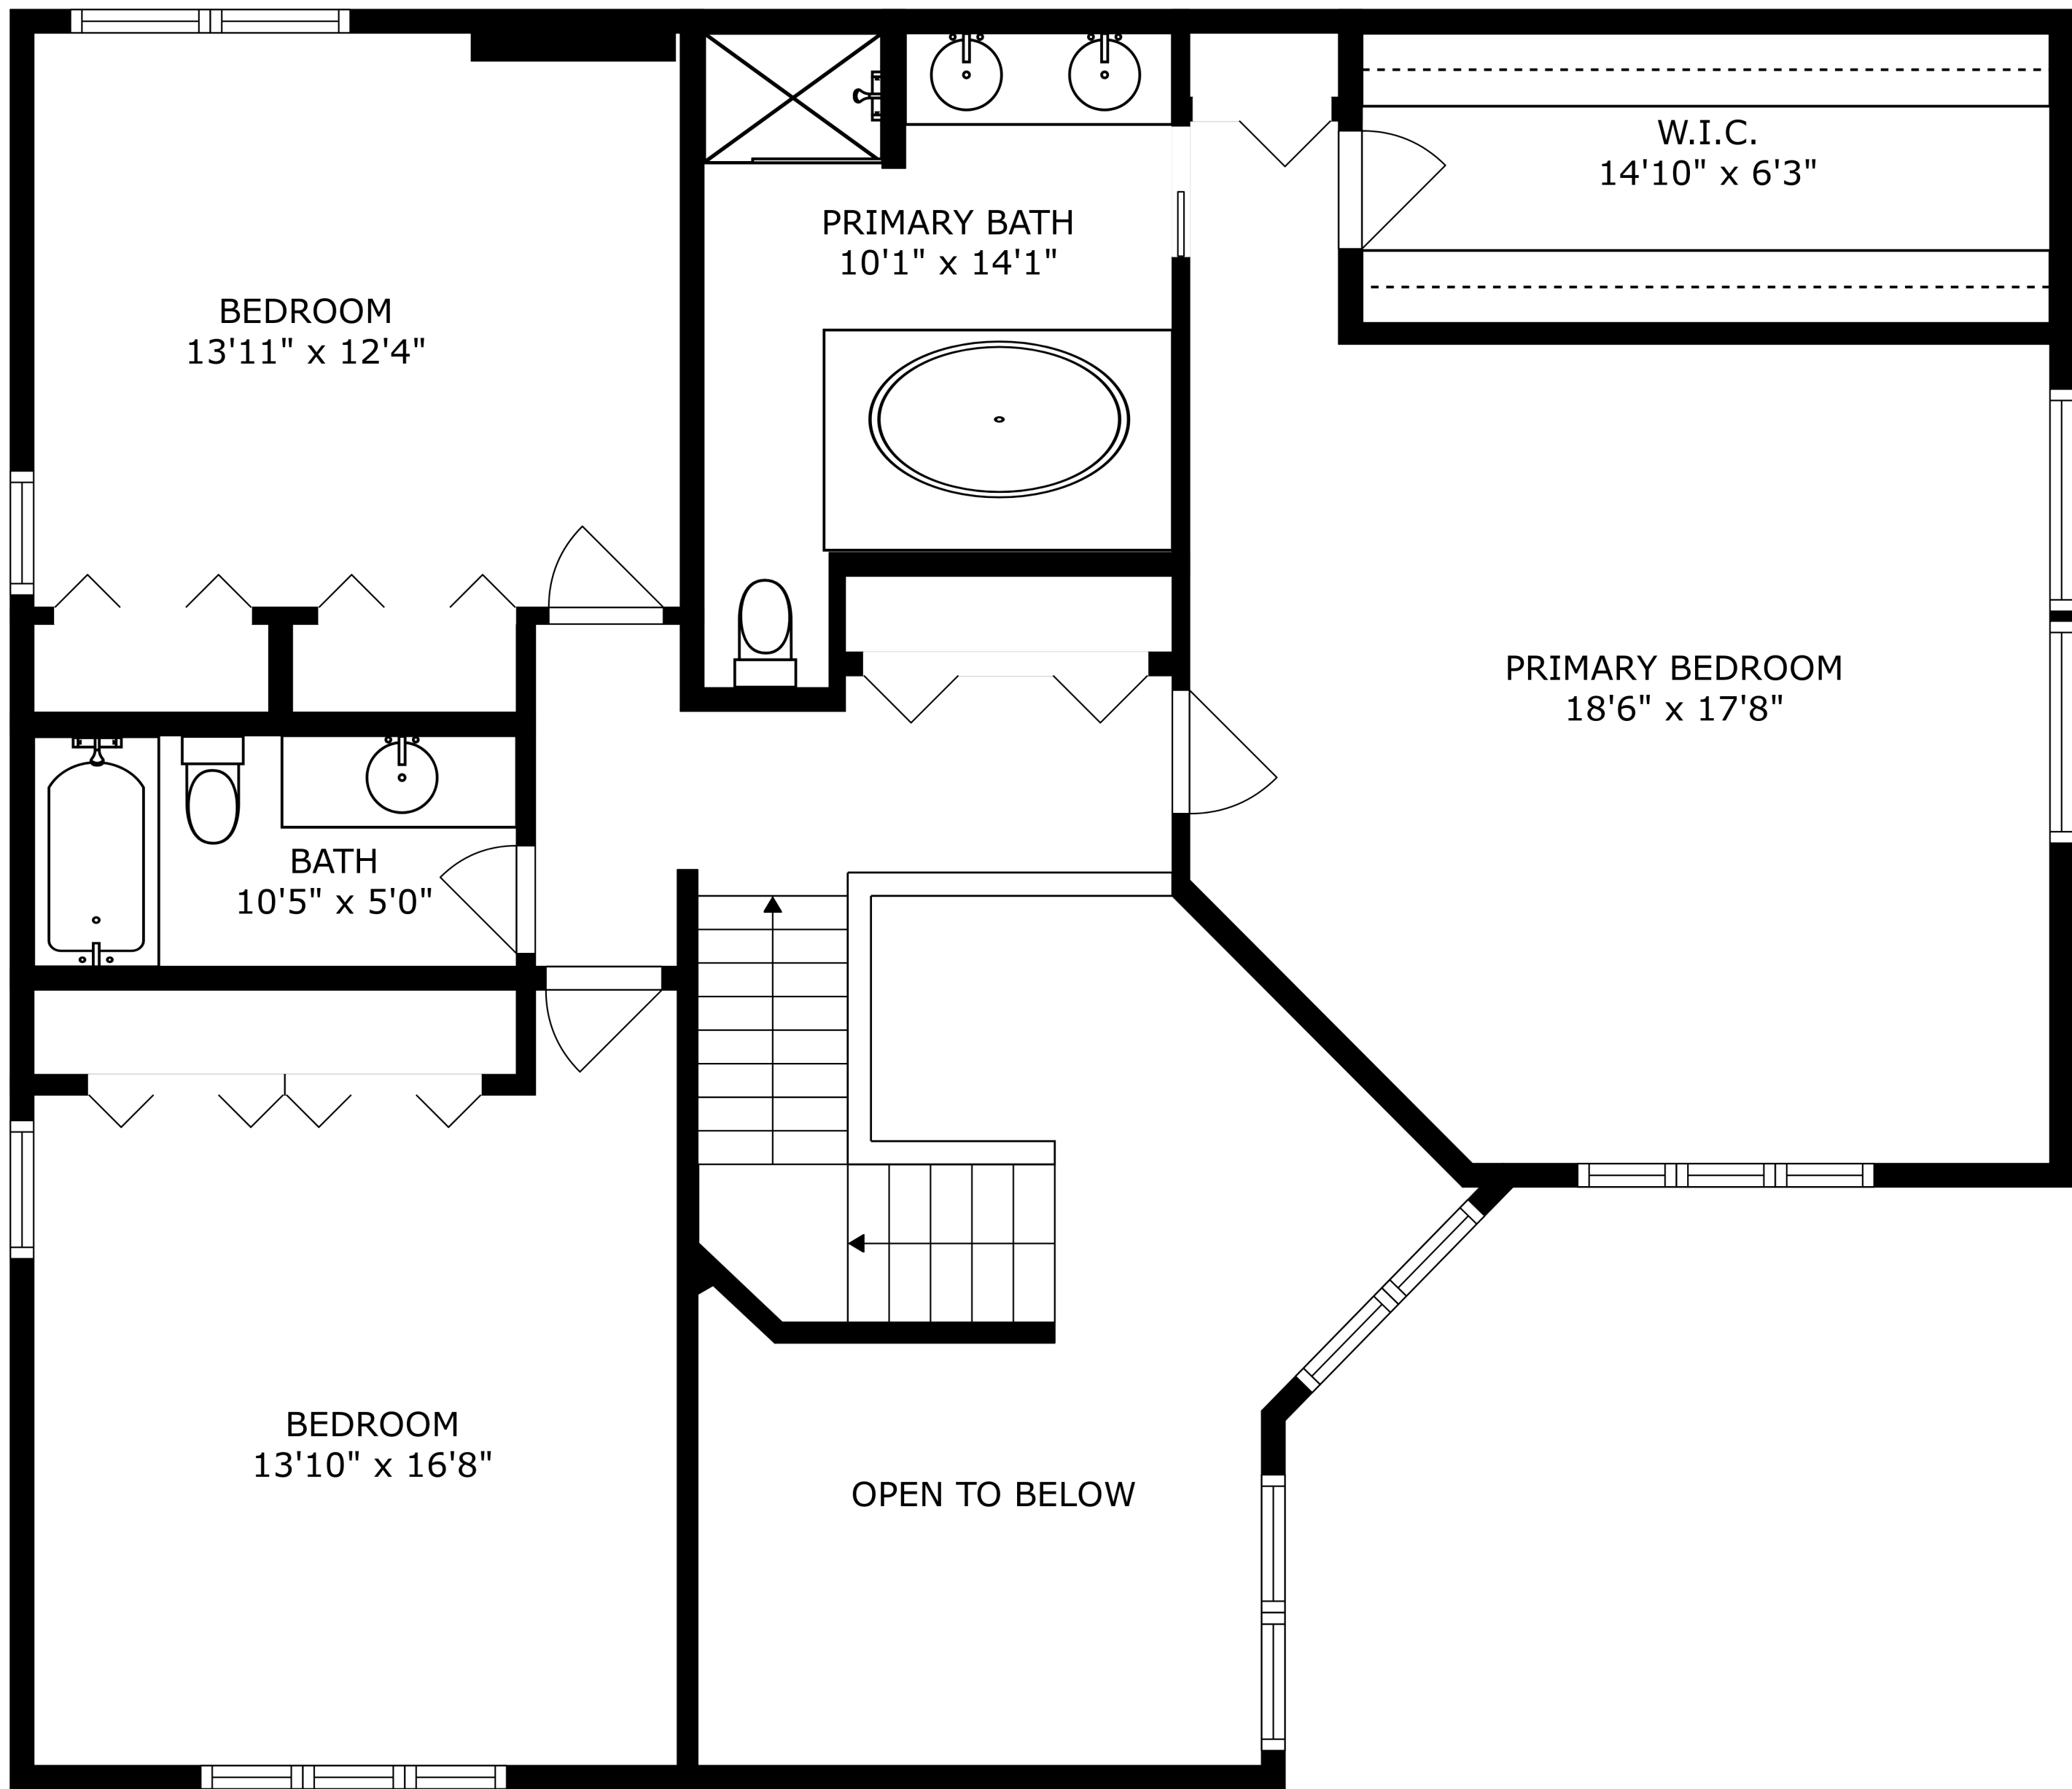 W.I.C.
14'10" x 6'3"
PRIMARY BATH
10'1" x 14'1"
BEDROOM
13'11" x 12'4"
PRIMARY BEDROOM
18'6" x 17'8"
BATH
10'5" x 5'0"
BEDROOM
13'10" x 16'8"
OPEN TO BELOW